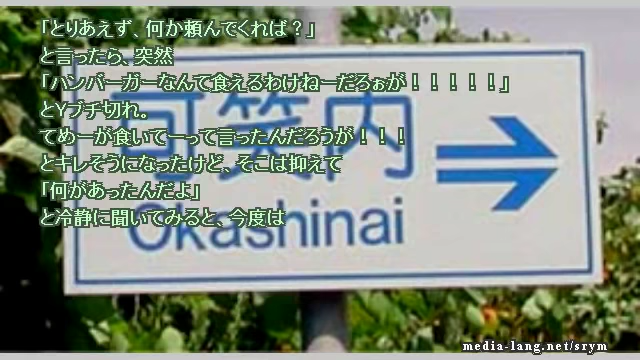 「とりあえず、何か頼んでくれば？」
と言ったら、突然
「ハンバーガーなんて食えるわけねーだろぉが！！！！！」
とYブチ切れ。
てめーが食いてーって言ったんだろうが！！！
とキレそうになったけど、そこは抑えて
「何があったんだよ」
と冷静に聞いてみると、今度は
可笑内
Okashinai
media-lang.net/srym